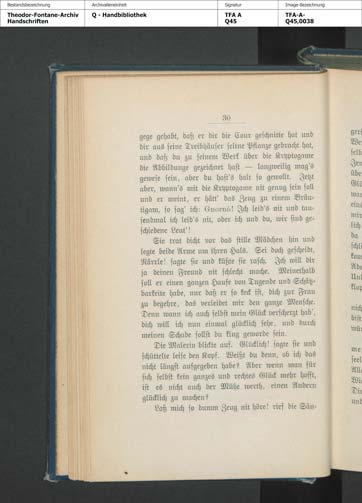 Bestandsbezeichnung
Archivalieneinheit
Signatur
Image-Bezeichnung
Theodor-Fontane-Archiv
Handschriften
Q - Handbibliothek
TFA A
Q45
TFA-A-
Q45,0038
30
gege gehabt, daß er dir die Cour geschnitte hat und
dir aus seine Treibhäuser seltne Pflanze gebracht hat,
und daß du zu seinem Werk über die Kryptogame
die Abbildunge gezeichnet hast — langweilig mag's
gewese sein, aber du hast's halt so gewollt. Jetzt
aber, wann's mit die Kryptogame nit genug sein soll
und er meint, er hätt' das Zeug zu einem Bräu-
tigam, so sag' ich: Gnornô! Ich leid's nit und tau-
sendmal ich leid's nit, oder ich und du, wir sind ge-
schiedene Leut'!
Sie trat dicht vor das stille Mädchen hin und
legte beide Arme um ihren Hals. Sei doch gescheidt,
Närrle! sagte sie und küßte sie rasch. Ich will dir
ja deinen Freund nit schlecht mache. Meinethalb
soll er einen ganzen Haufe von Tugende und Schätz-
barkeite habe, nur daß er so keck ist, dich zur Frau
zu begehre, das verleidet mir den ganze Mensche.
Denn wann ich auch selbst mein Glück verscherzt hab',
dich will ich nun einmal glücklich sehe, und durch
meinen Schade sollst du klug geworde sein.
Die Malerin blickte auf. Glücklich! sagte sie und
schüttelte leise den Kopf. Weißt du denn, ob ich das
nicht längst aufgegeben habe? Aber wenn man für
sich selbst kein ganzes und rechtes Glück mehr hofft,
ist es nicht auch der Mühe werth, einen Andern
glücklich zu machen?
Laß mich so dumm Zeug nit höre! rief die Sän-